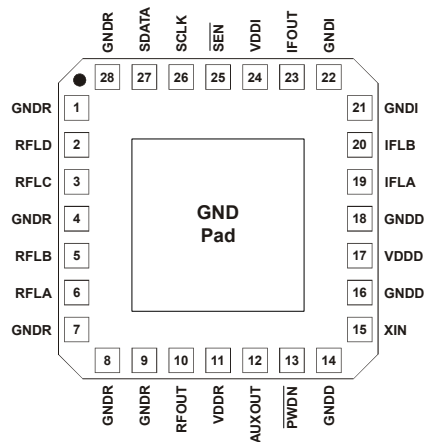 GNDR
SDATA
SCLK
SEN
VDDI
IFOUT
GNDI
28
27
26
25
24
23
22
GNDR 1
21 GNDI
RFLD 2
20 IFLB
RFLC 3
19 IFLA
GNDR 4
18 GNDD
RFLB 5
17 VDDD
RFLA 6
16 GNDD
GNDR 7
15 XIN
GND
Pad
8
9
10
11
12
13
14
GNDR
GNDR
RFOUT
VDDR
AUXOUT
PWDN
GNDD